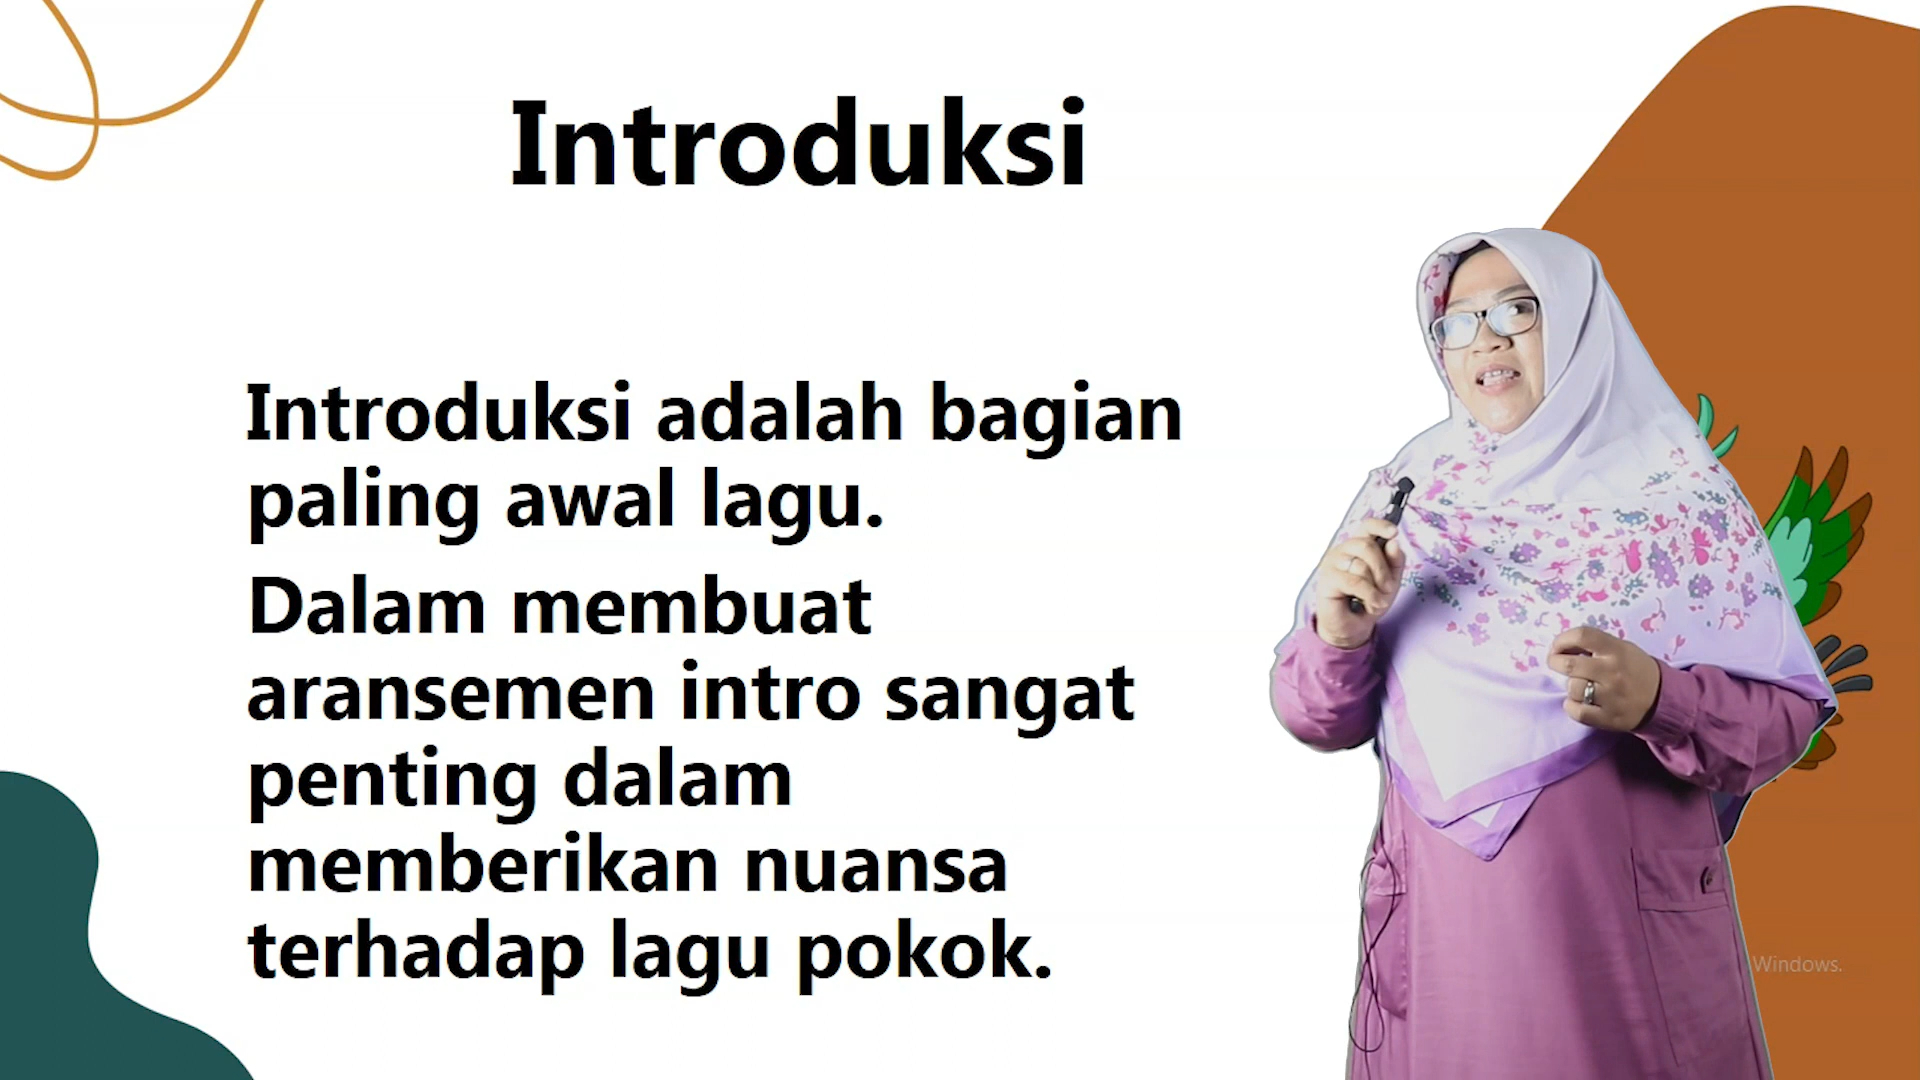 Introduksi
Introduksi adalah bagian
paling awal lagu.
Dalam membuat
aransemen intro sangat
penting dalam
memberikan nuansa
terhadap lagu pokok.
Windows.